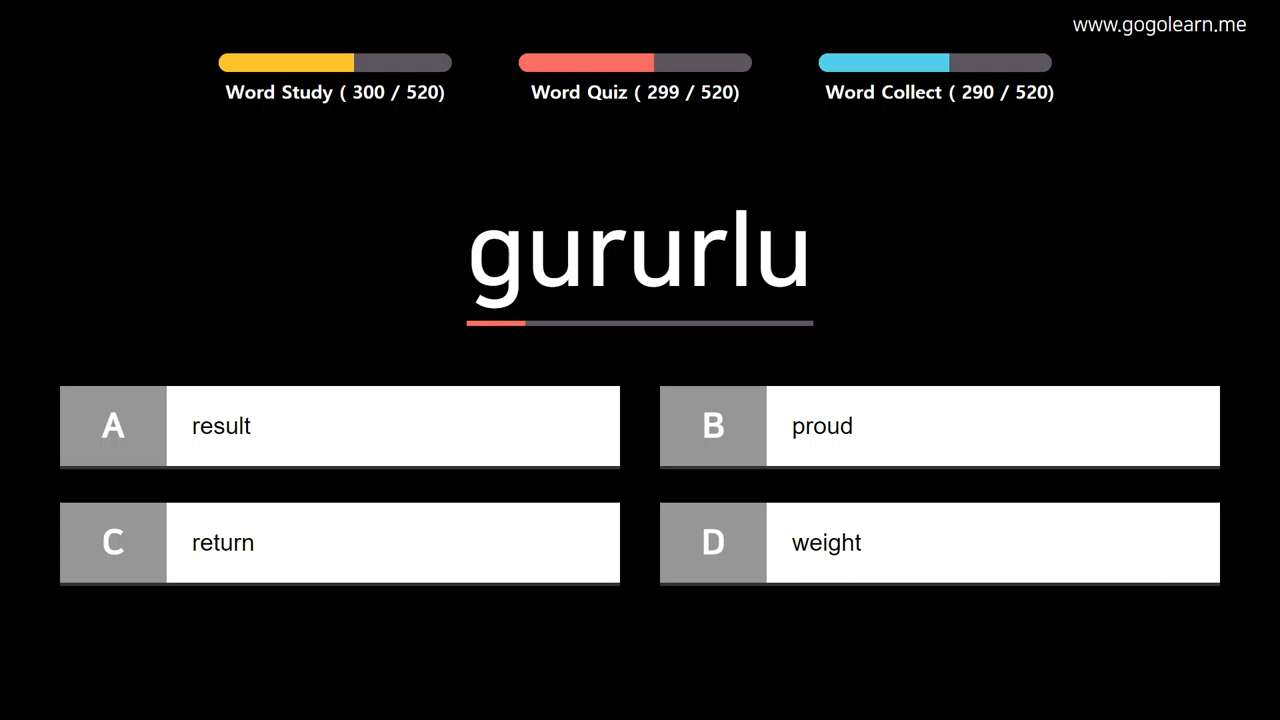 www.gogolearn.me
Word Study ( 300 / 520)
Word Quiz ( 299 / 520)
Word Collect ( 290 / 520)
gururlu
A result
B proud
C return
D weight